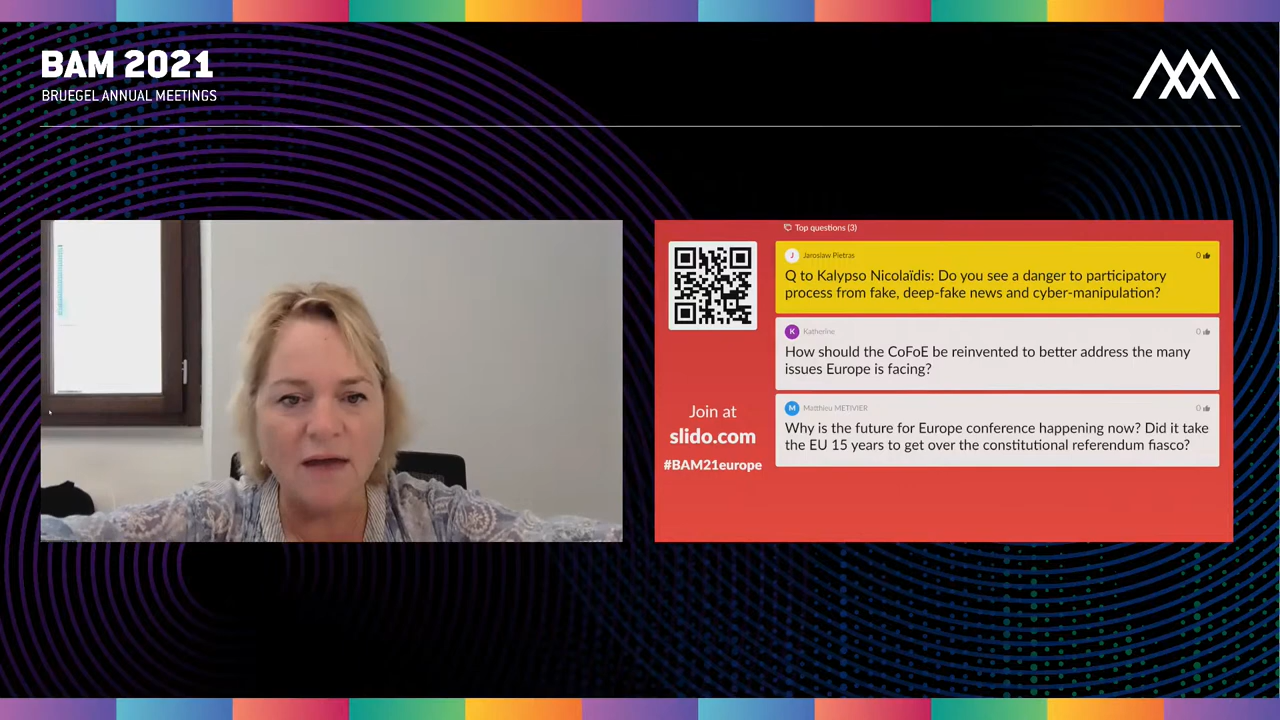 BAM 2021
BRUEGEL ANNUAL MEETINGS
Top questions (3)
J
Jaroslaw Pietras
0
Q to Kalypso Nicolaïdis: Do you see a danger to participatory
process from fake, deep-fake news and cyber-manipulation?
K
Katherine
0
How should the CoFoE be reinvented to better address the many
issues Europe is facing?
M
Matthieu METIVIER
0
Why is the future for Europe conference happening now? Did it take
the EU 15 years to get over the constitutional referendum fiasco?
Join at
slido.com
#BAM21europe